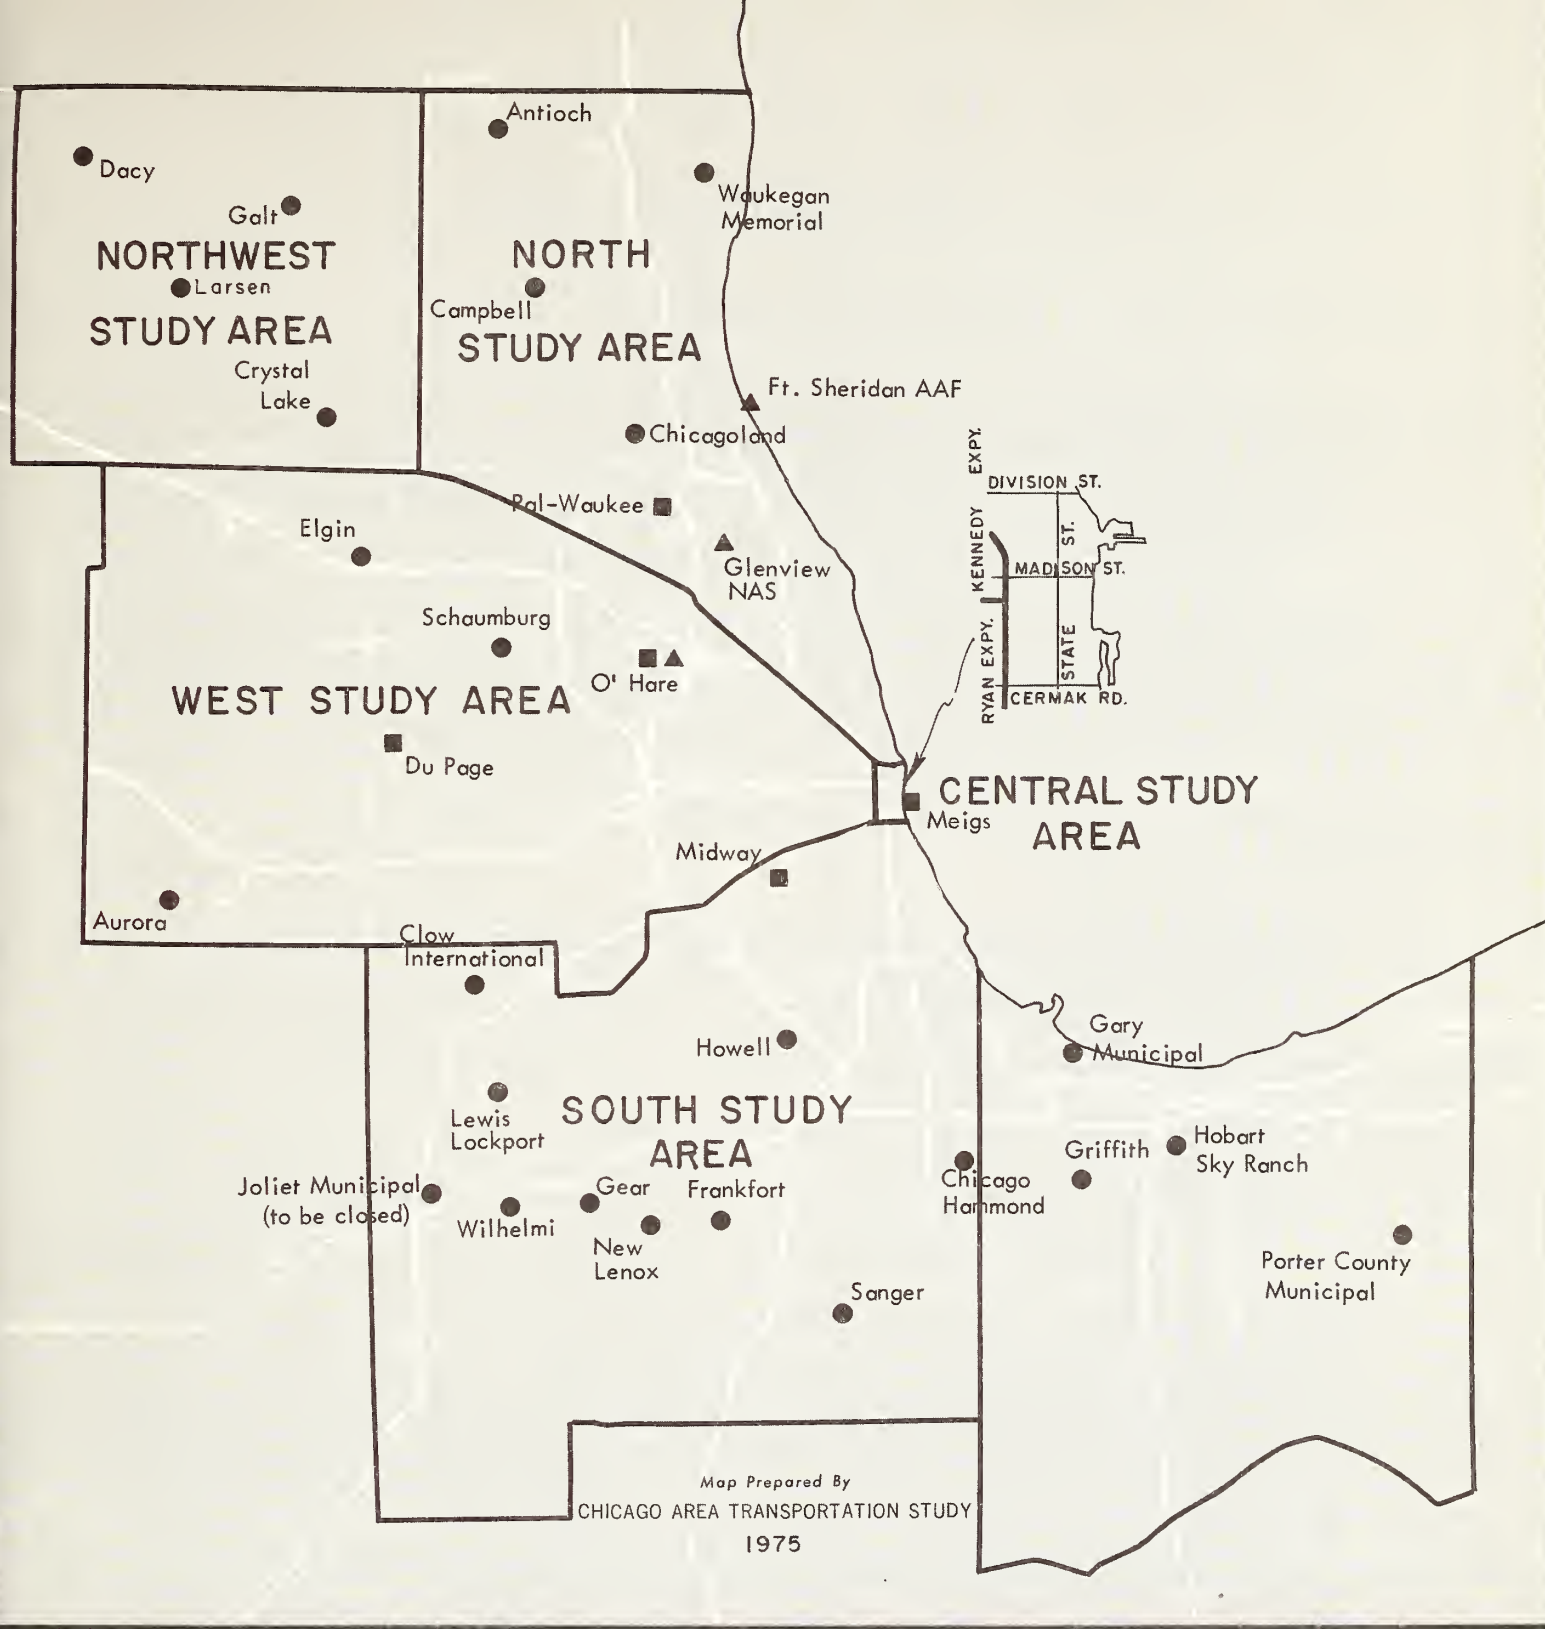 Antioch
Dacy
Waukegan
Memorial
Galt
NORTHWEST
NORTH
Larsen
Campbell
STUDY AREA
STUDY AREA
Crystal
Lake
Ft. Sheridan AAF
Chicagoland
EXPY.
DIVISION ST.
Pal-Waukee
KENNEDY
ST.
Elgin
Glenview
NAS
MADISON ST.
Schaumburg
RYAN EXPY.
STATE
O' Hare
WEST STUDY AREA
CERMAK RD.
Du Page
CENTRAL STUDY
AREA
Meigs
Midway
Aurora
Clow
International
Gary
Municipal
Howell
SOUTH STUDY
AREA
Lewis
Lockport
Hobart
Sky Ranch
Griffith
Chicago
Hammond
Joliet Municipal
(to be closed)
Gear
Frankfort
Wilhelmi
New
Lenox
Porter County
Municipal
Sanger
Map Prepared By
CHICAGO AREA TRANSPORTATION STUDY
1975